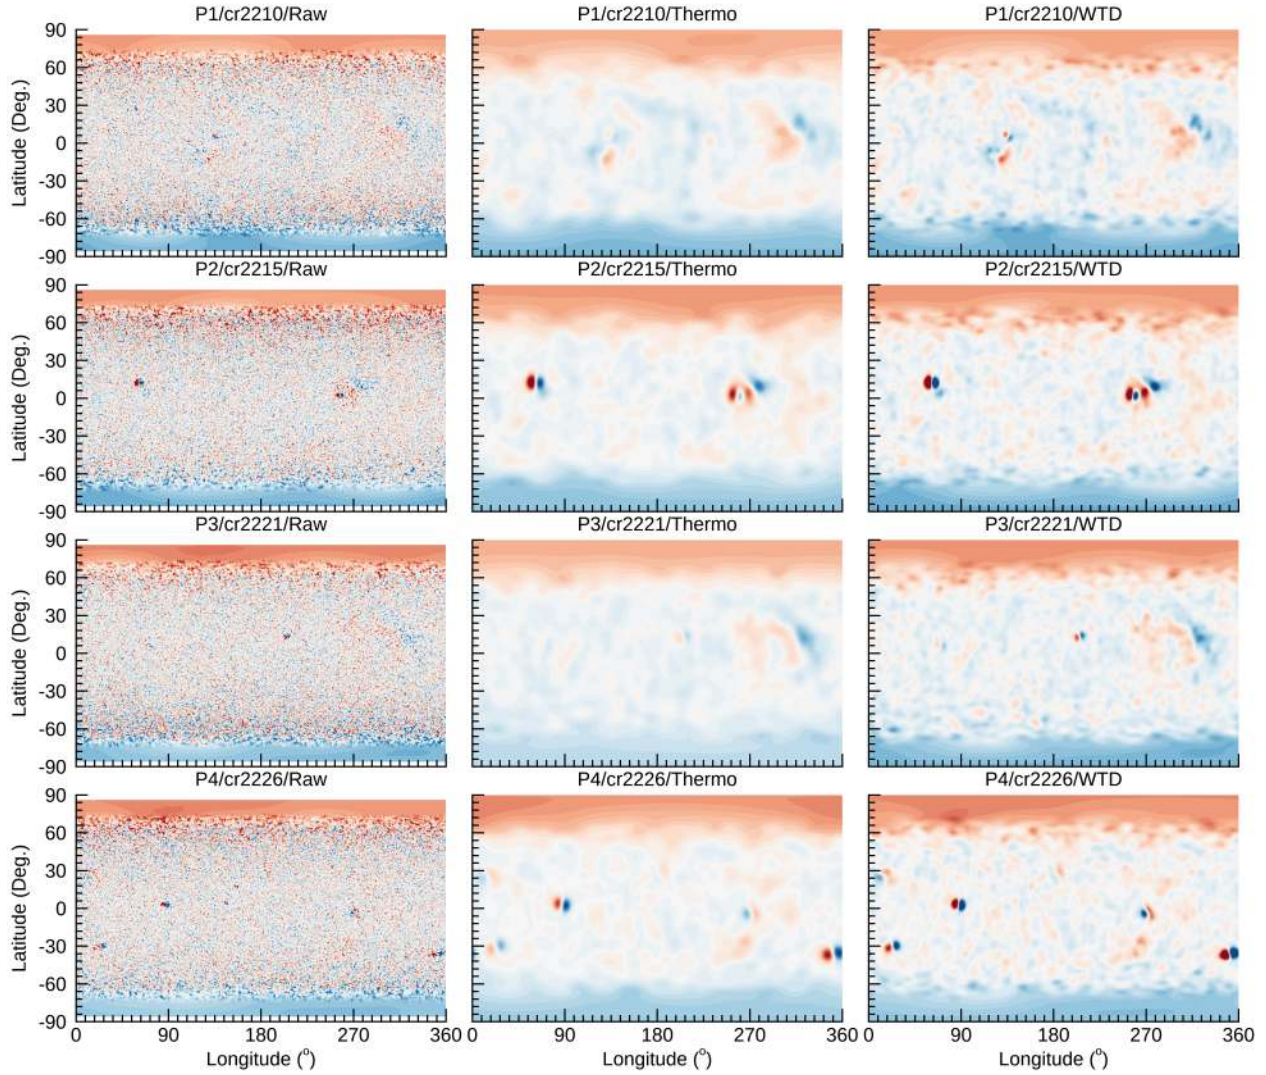 P1/cr2210/Raw P1/cr2210/Thermo P1/cr2210/WTD
90
60
30
0
-30
-60
-90
Latitude (Deg.)
P2/cr2215/Raw P2/cr2215/Thermo P2/cr2215/WTD
90
60
30
0
-30
-60
-90
Latitude (Deg.)
P3/cr2221/Raw P3/cr2221/Thermo P3/cr2221/WTD
90
60
30
0
-30
-60
-90
Latitude (Deg.)
P4/cr2226/Raw P4/cr2226/Thermo P4/cr2226/WTD
90
60
30
0
-30
-60
-90
Latitude (Deg.)
0 90 180 270 360 0 90 180 270 360 0 90 180 270 360
Longitude (o) Longitude (o) Longitude (o)